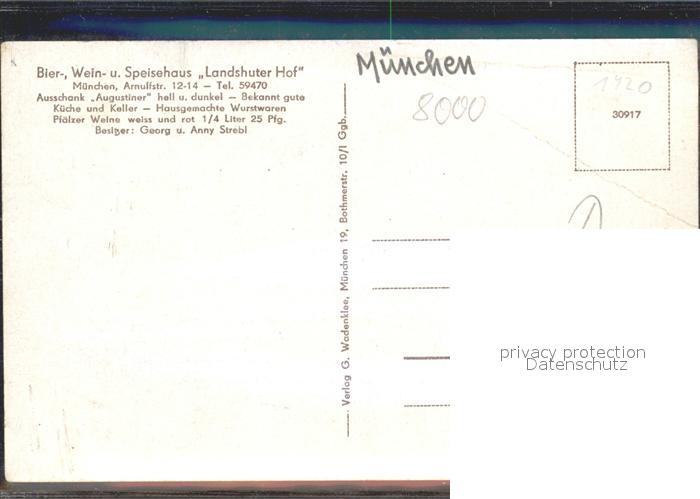 Bier-, Wein- u. Speisehaus „Landshuter Hof"
München, Arnulfstr. 12-14 — Tel. 59470
Ausschank „Augustiner" hell u. dunkel — Bekannt gute
Küche und Keller — Hausgemachte Wurstwaren
Pfälzer Weine weiss und rot 1/4 Liter 25 Pfg.
Besitzer: Georg u. Anny Strebl
München
8000
1420
30917
Verlag G. Wadenklee, München 19, Bothmerstr. 10/I Ggb.
privacy protection
Datenschutz